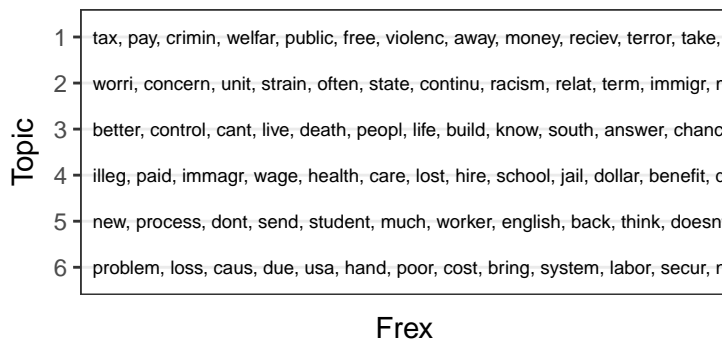 Topic
1 tax, pay, crimin, welfar, public, free, violenc, away, money, reciev, terror, take,
2 worri, concern, unit, strain, often, state, continu, racism, relat, term, immigr,
3 better, control, cant, live, death, peopl, life, build, know, south, answer, chanc
4 illeg, paid, immagr, wage, health, care, lost, hire, school, jail, dollar, benefit,
5 new, process, dont, send, student, much, worker, english, back, think, doesn
6 problem, loss, caus, due, usa, hand, poor, cost, bring, system, labor, secur,
Frex